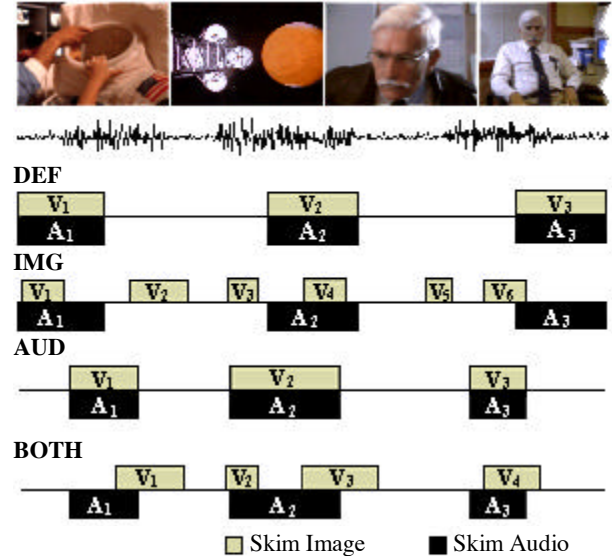 DEF
V1 V2 V3
A1 A2 A3
IMG
V1 V2 V3 V4 V5 V6
A1 A2 A3
AUD
V1 V2 V3
A1 A2 A3
BOTH
V1 V2 V3 V4
A1 A2 A3
Skim Image Skim Audio